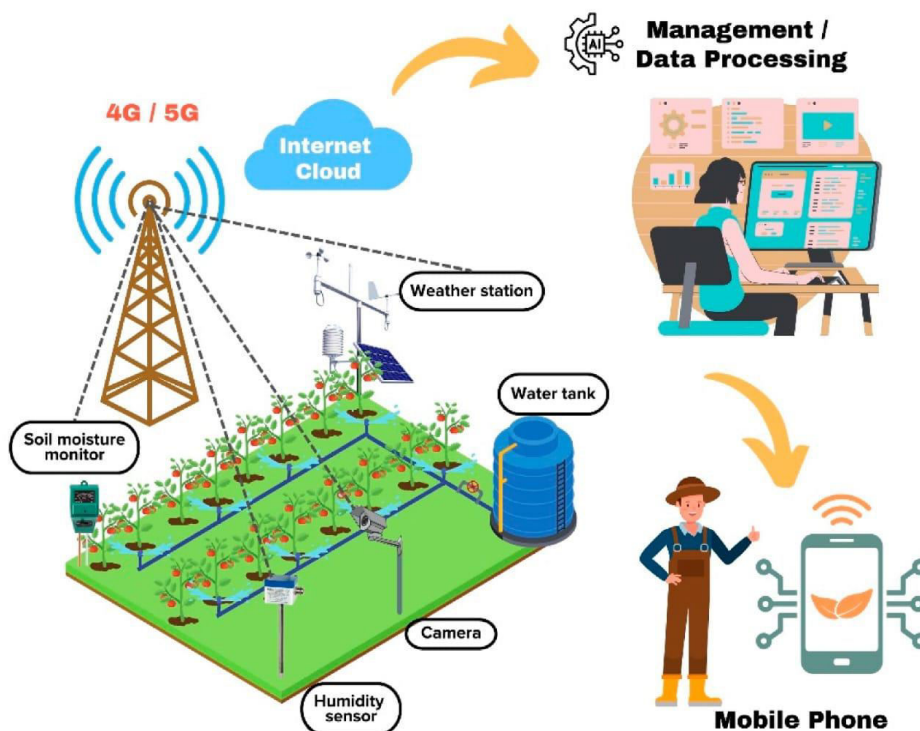 Management /
Data Processing
4G / 5G
Internet
Cloud
AI
Weather station
Water tank
Soil moisture
monitor
Camera
Humidity
sensor
Mobile Phone